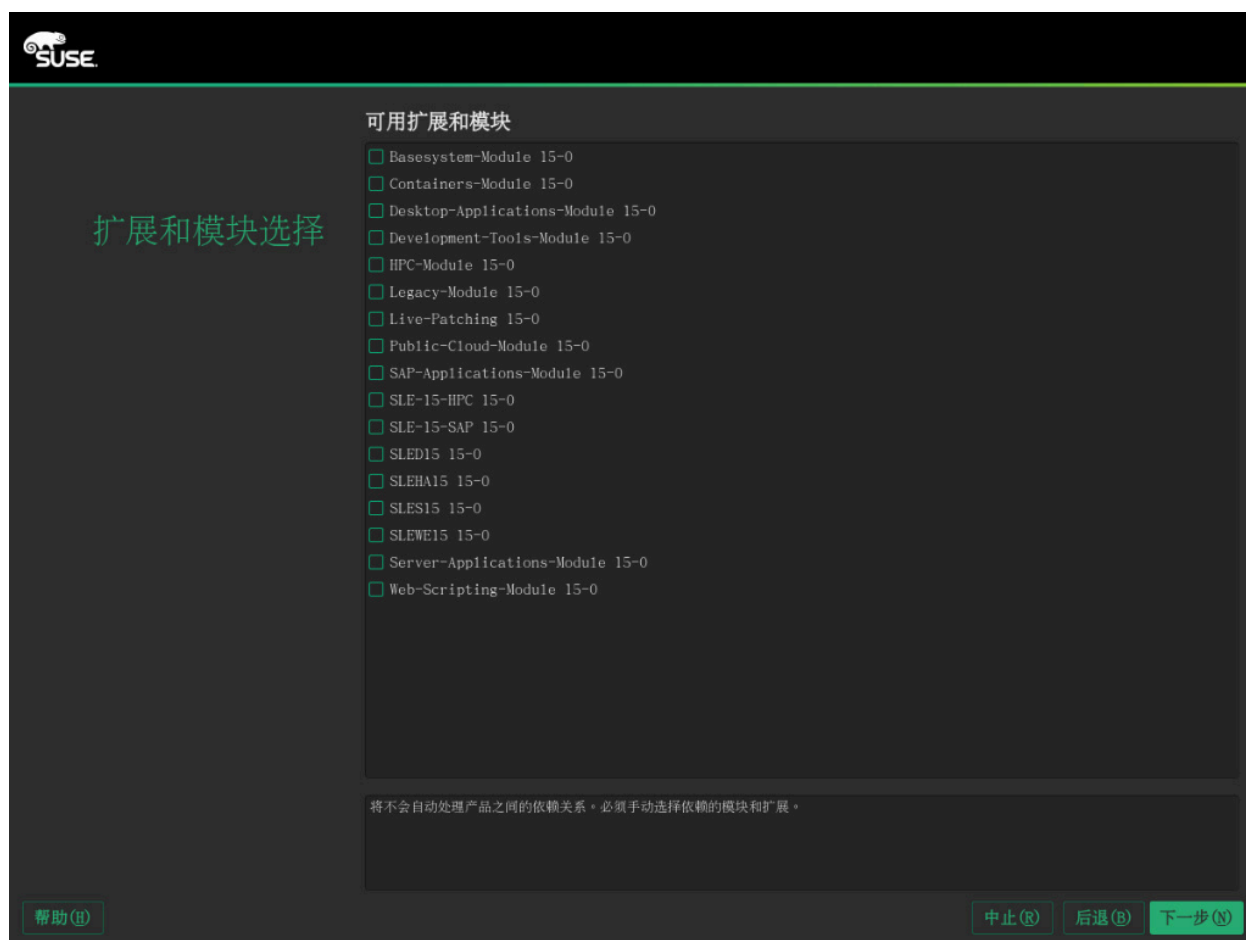 SUSE.
可用扩展和模块
扩展和模块选择
Basesystem-Module 15-0
Containers-Module 15-0
Desktop-Applications-Module 15-0
Development-Tools-Module 15-0
HPC-Module 15-0
Legacy-Module 15-0
Live-Patching 15-0
Public-Cloud-Module 15-0
SAP-Applications-Module 15-0
SLE-15-HPC 15-0
SLE-15-SAP 15-0
SLED15 15-0
SLEHA15 15-0
SLES15 15-0
SLEWE15 15-0
Server-Applications-Module 15-0
Web-Scripting-Module 15-0
将不会自动处理产品之间的依赖关系。必须手动选择依赖的模块和扩展。
帮助(H) 中止(R) 后退(B) 下一步(N)